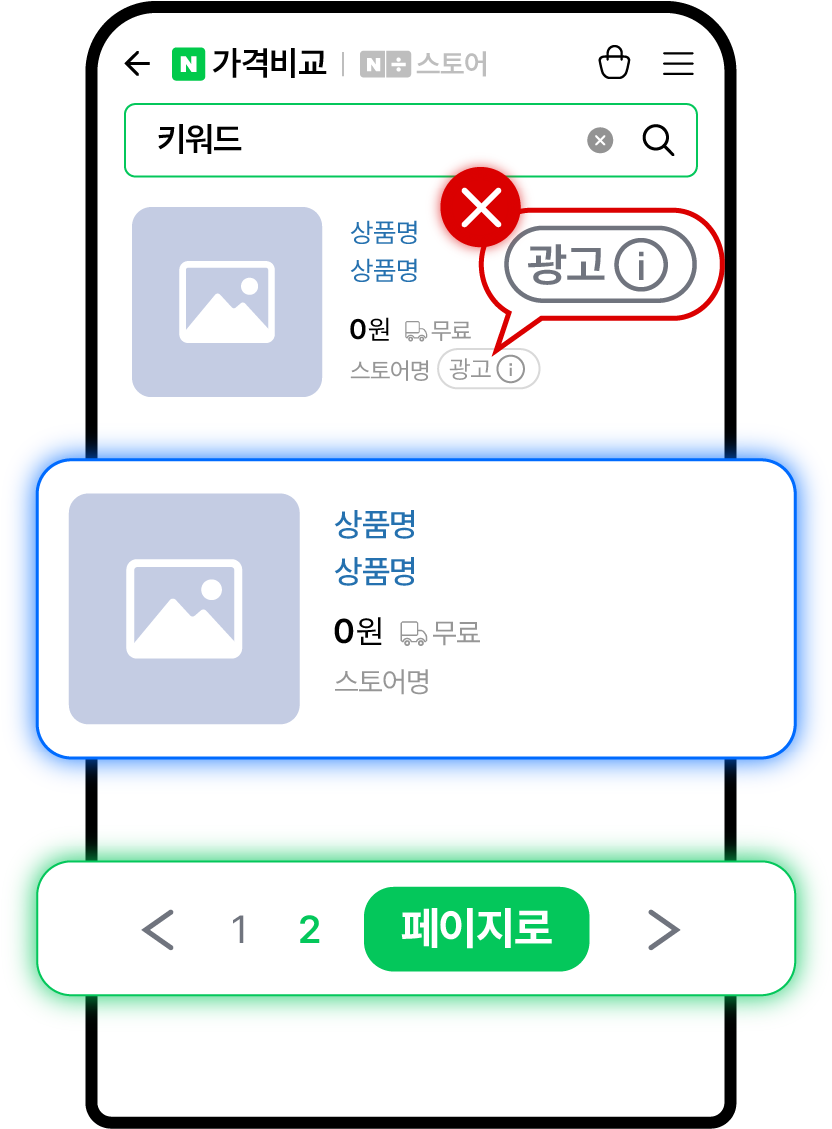 N 가격비교 | N÷스토어
키워드
상품명
상품명
광고 i
0원 무료
스토어명 광고 i
상품명
상품명
0원 무료
스토어명
< 1 2 페이지로 >